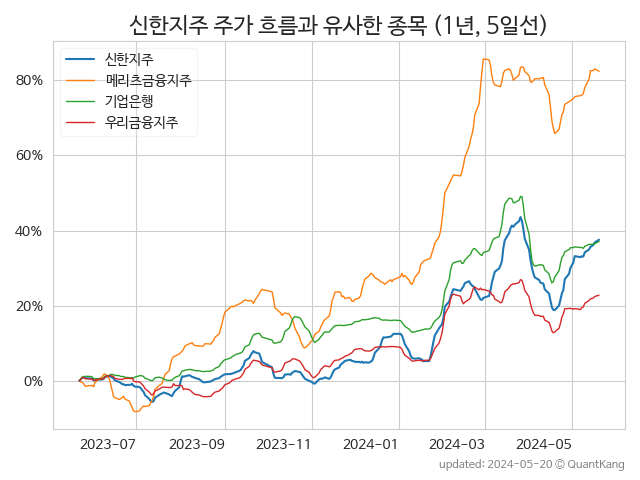 신한지주 주가 흐름과 유사한 종목 (1년, 5일선)
신한지주
메리츠금융지주
기업은행
우리금융지주
80%
60%
40%
20%
0%
2023-07 2023-09 2023-11 2024-01 2024-03 2024-05
updated: 2024-05-20 © QuantKang